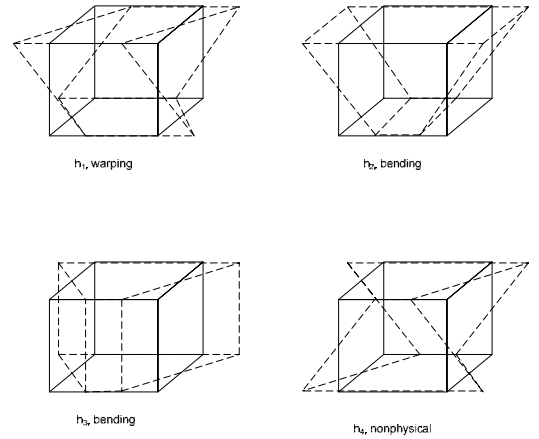 h₁, warping
h₂, bending
h₃, bending
h₄, nonphysical